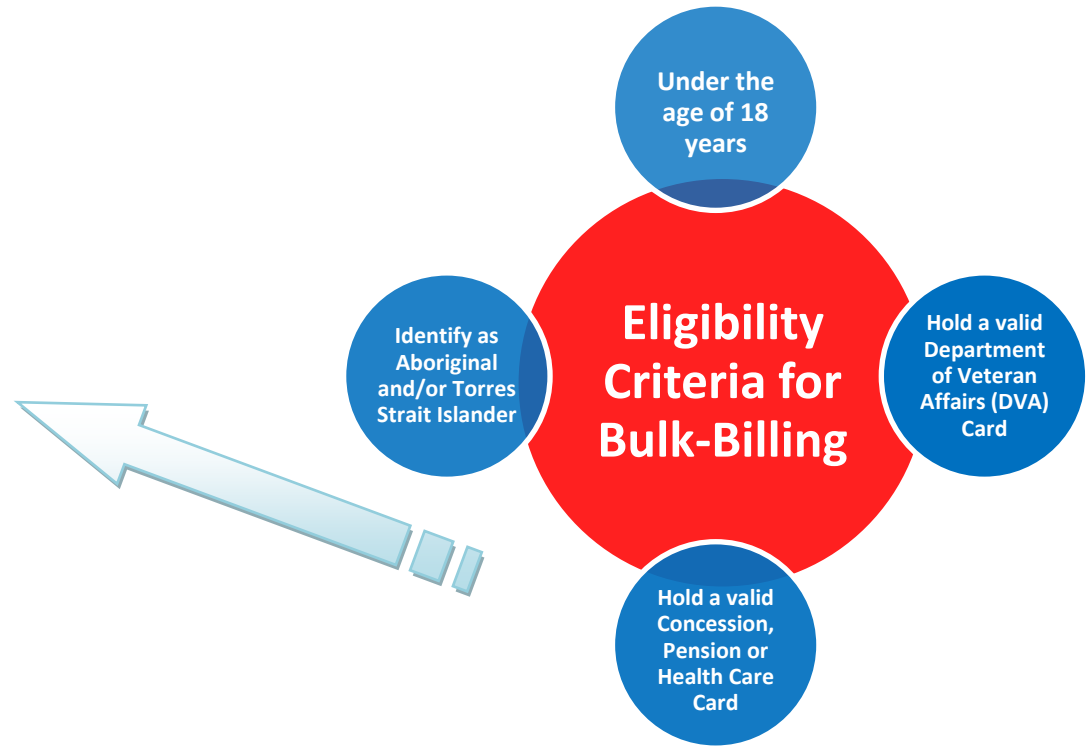 Under the
age of 18
years
Identify as
Aboriginal
and/or Torres
Strait Islander
Eligibility
Criteria for
Bulk-Billing
Hold a valid
Department
of Veteran
Affairs (DVA)
Card
Hold a valid
Concession,
Pension or
Health Care
Card